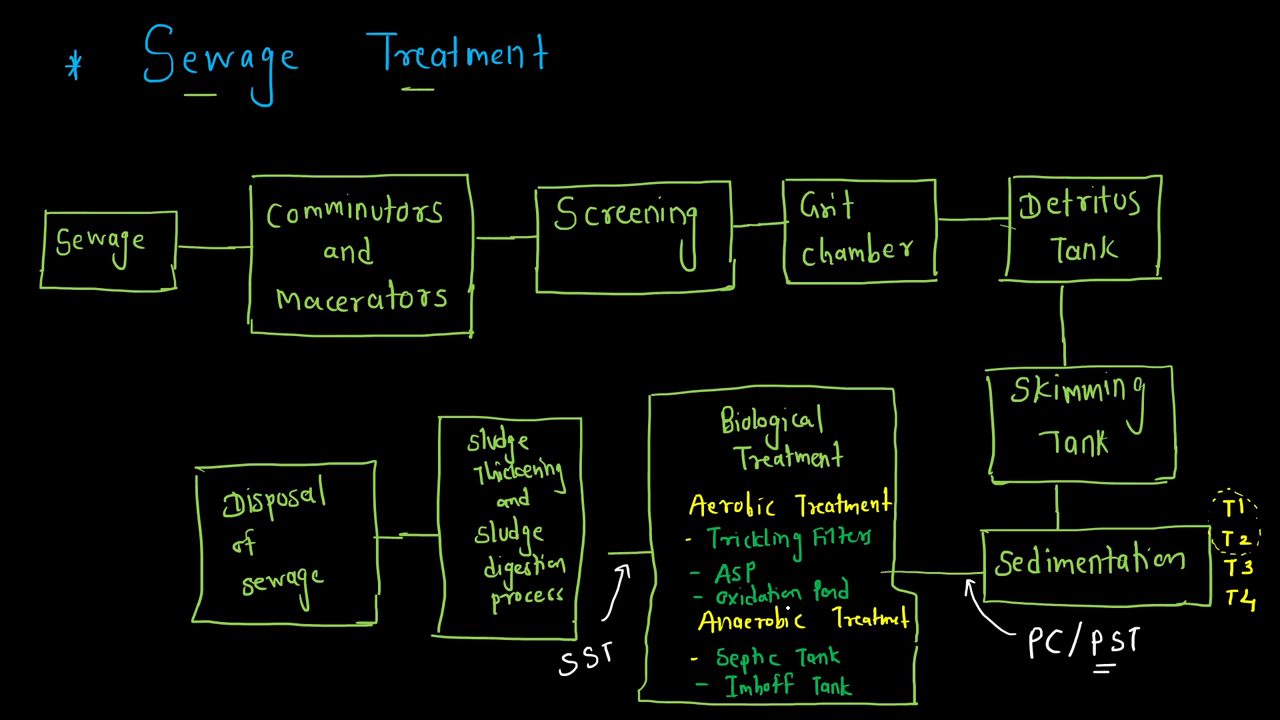 * Sewage Treatment
Sewage
Comminutors
and
Macerators
Screening
Grit
chamber
Detritus
Tank
Skimming
Tank
Sedimentation
T1
T2
T3
T4
PC/PST
Biological
Treatment
Aerobic Treatment
- Trickling Filters
- ASP
- Oxidation Pond
Anaerobic Treatment
- Septic Tank
- Imhoff Tank
SST
Sludge
Thickening
and
sludge
digestion
process
Disposal
of
sewage